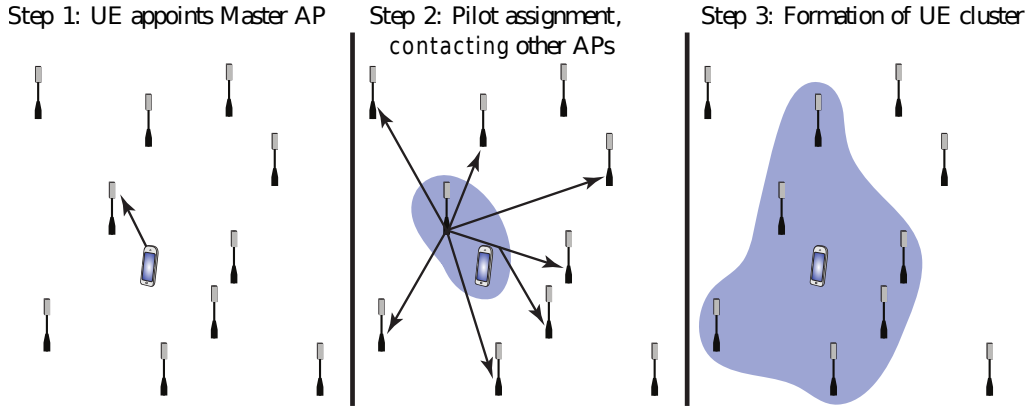 Step 1: UE appoints Master AP
Step 2: Pilot assignment,
contacting other APs
Step 3: Formation of UE cluster